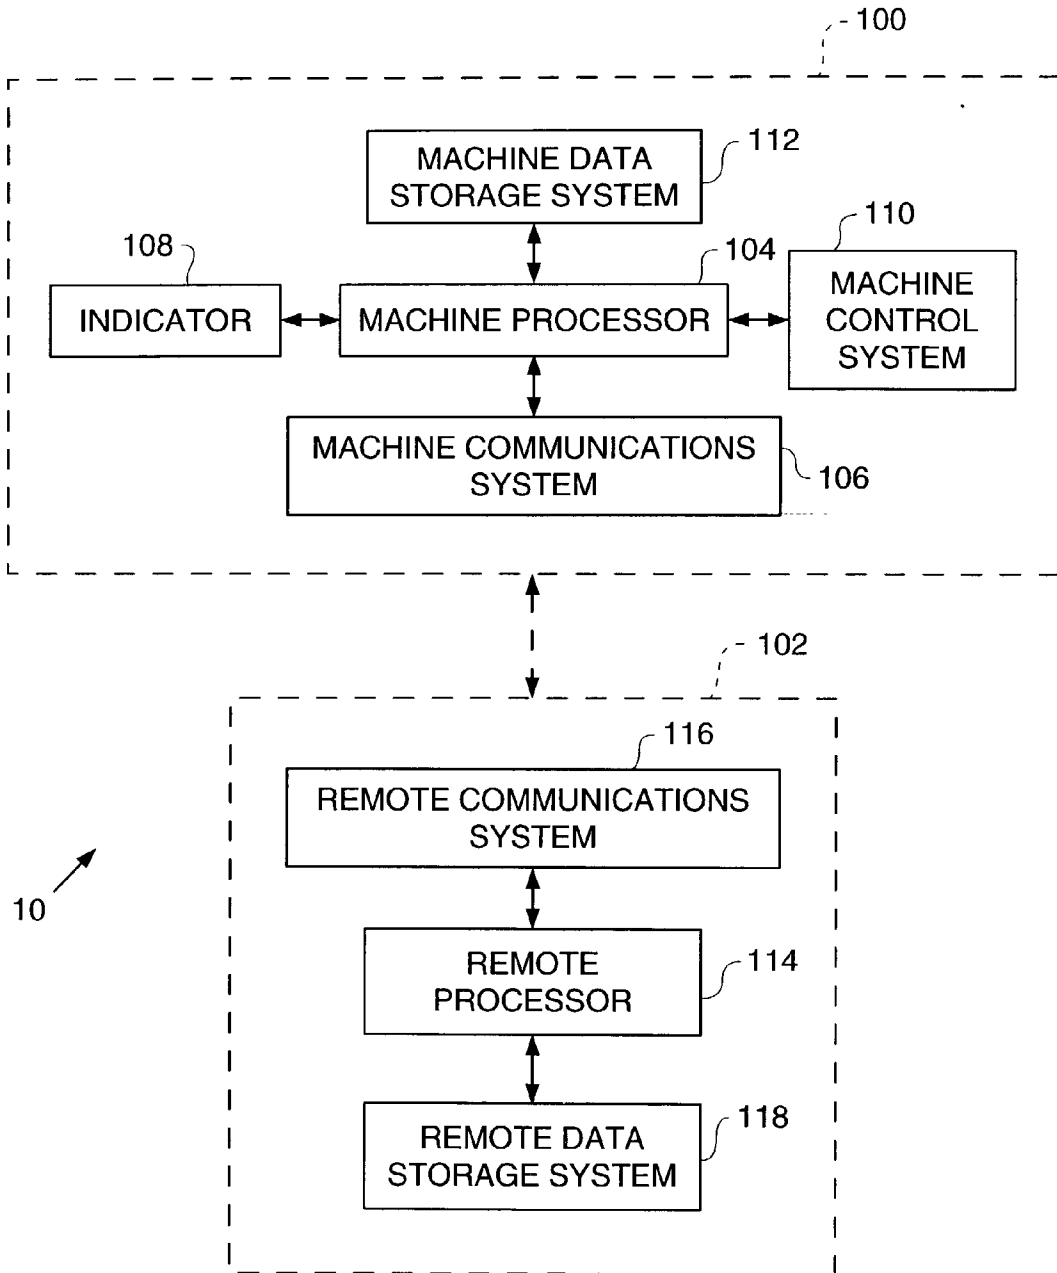 100
MACHINE DATA
STORAGE SYSTEM
112
110
108
104
INDICATOR
MACHINE PROCESSOR
MACHINE
CONTROL
SYSTEM
MACHINE COMMUNICATIONS
SYSTEM
106
102
116
REMOTE COMMUNICATIONS
SYSTEM
10
REMOTE
PROCESSOR
114
REMOTE DATA
STORAGE SYSTEM
118